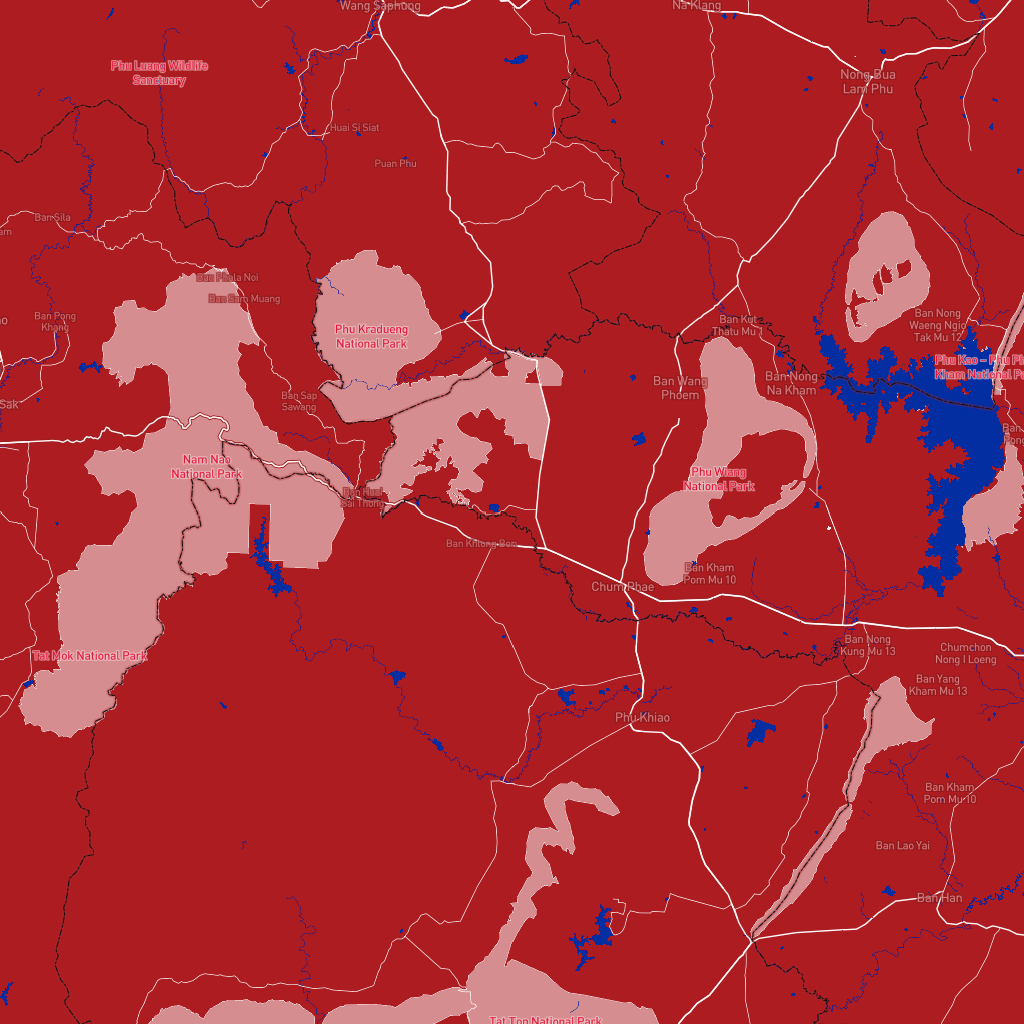 Wang Saphung
Na Klang
Phu Luang Wildlife
Sanctuary
Nong Bua
Lam Phu
Huai Si Siat
Puan Phu
Ban Sila
am
Ban Phala Noi
Ban Sam Muang
Ban Pong
Khang
ao
Phu Kradueng
National Park
Ban Kut
Thatu Mu 1
Ban Nong
Waeng Ngio
Tak Mu 12
Phu Kao – Phu Ph
Kham National Pa
Ban Wang
Phoem
Ban Nong
Na Kham
Ban Sap
Sawang
Sak
Ban
Nam Nao
National Park
Phu Wiang
National Park
Ban Huai
Sai Thong
Ban Khlong Bon
Ban Kham
Pom Mu 10
Chum Phae
Tat Mok National Park
Ban Nong
Kung Mu 13
Chumchon
Nong I Loeng
Ban Yang
Kham Mu 13
Phu Khiao
Ban Kham
Pom Mu 10
Ban Lao Yai
Ban Han
Tat Ton National Park